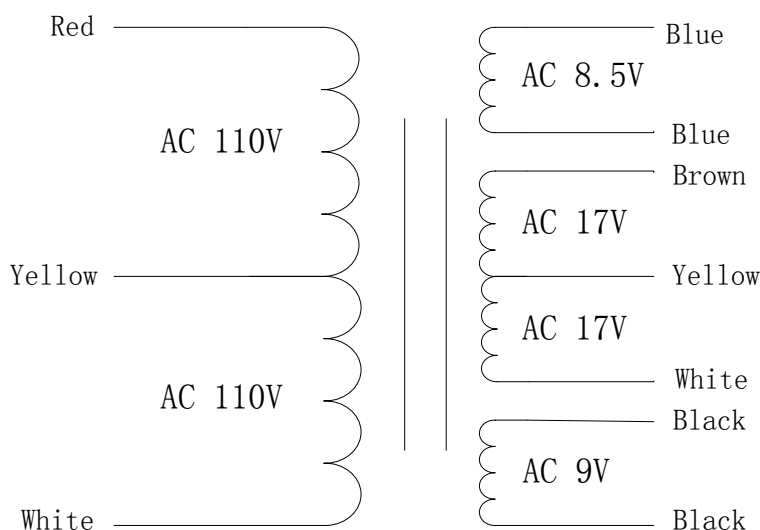 Red
AC 110V
Yellow
AC 110V
White
Blue
AC 8.5V
Blue
Brown
AC 17V
Yellow
AC 17V
White
Black
AC 9V
Black